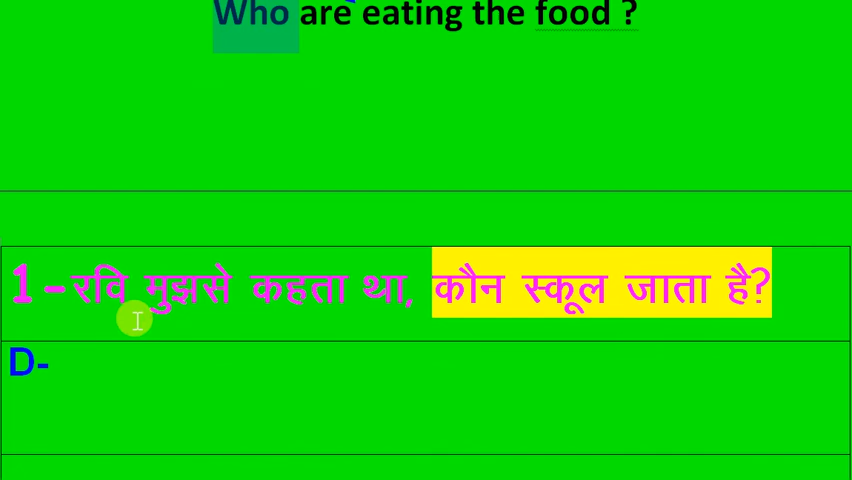 Who are eating the food ?
1-रवि मुझसे कहता था, कौन स्कूल जाता है?
D-